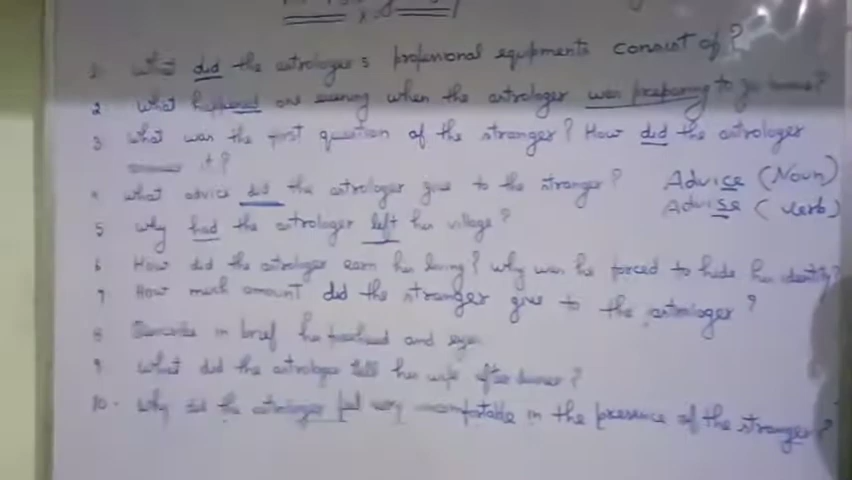 1 What did the astrologer's professional equipments consist of?
2 What happened one evening when the astrologer was preparing to go home?
3 What was the first question of the stranger? How did the astrologer
it?
4 What advice did the astrologer give to the stranger? Advice (Noun)
Advise (Verb)
5 Why had the astrologer left his village?
6 How did the astrologer earn his living? Why was he forced to hide his identity?
7 How much amount did the stranger give to the astrologer?
8 Describe in brief his forehead and eyes.
9 What did the astrologer tell his wife after dinner?
10. Why did the astrologer feel very uncomfortable in the presence of the stranger?